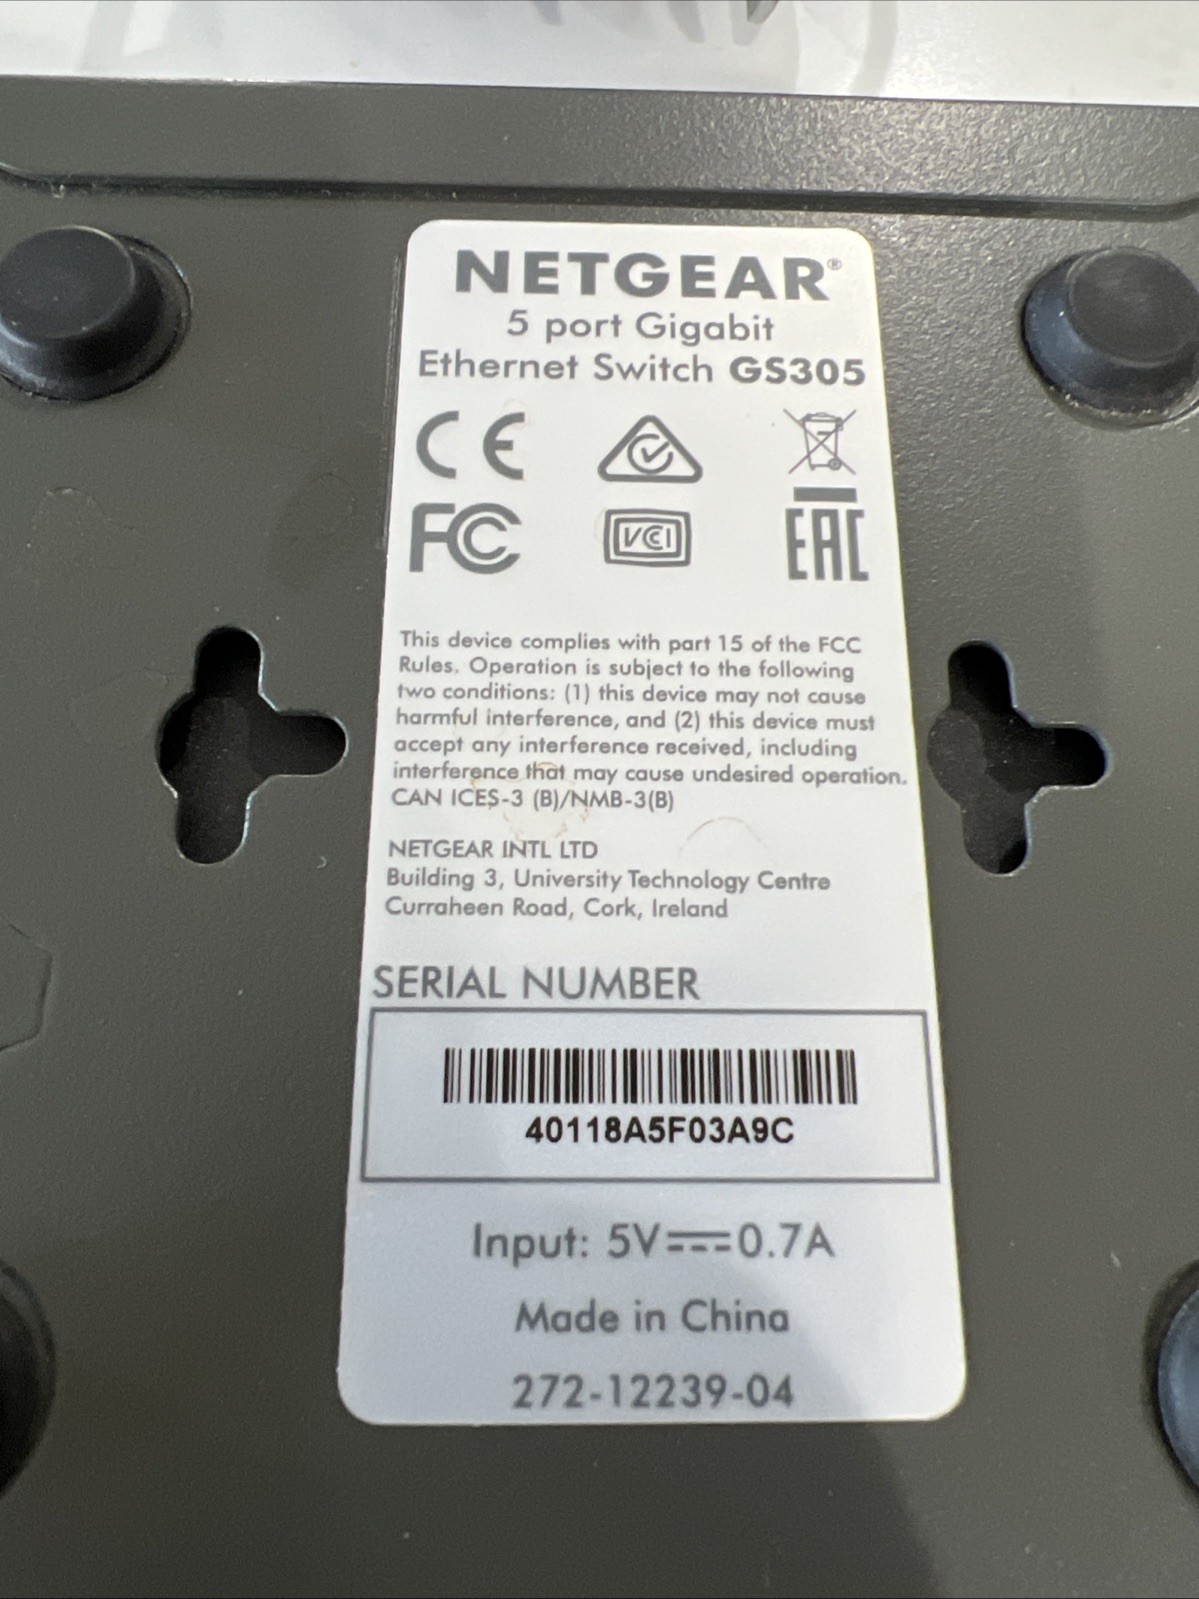 NETGEAR®
5 port Gigabit
Ethernet Switch GS305
CE
FC
VCCI
EAC
This device complies with part 15 of the FCC
Rules. Operation is subject to the following
two conditions: (1) this device may not cause
harmful interference, and (2) this device must
accept any interference received, including
interference that may cause undesired operation.
CAN ICES-3 (B)/NMB-3(B)
NETGEAR INTL LTD
Building 3, University Technology Centre
Curraheen Road, Cork, Ireland
SERIAL NUMBER
40118A5F03A9C
Input: 5V⎓0.7A
Made in China
272-12239-04